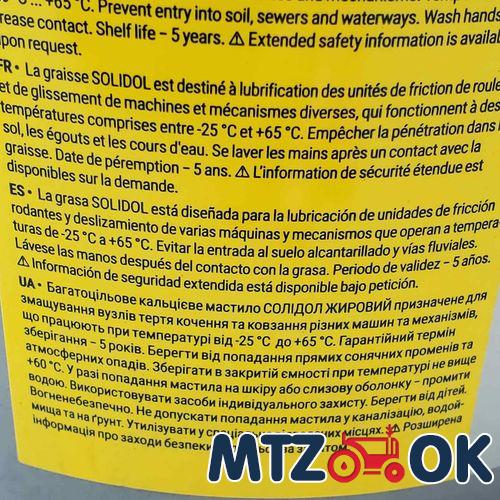 ...+65 °C. Prevent entry into soil, sewers and waterways. Wash hands
contact. Shelf life – 5 years. ⚠ Extended safety information is
upon request.
FR • La graisse SOLIDOL est destiné à lubrification des unités de friction de
et de glissement de machines et mécanismes diverses, qui fonctionnent à des
températures comprises entre -25 °C et +65 °C. Empêcher la pénétration dans
sol, les égouts et les cours d'eau. Se laver les mains après un contact avec la
graisse. Date de péremption – 5 ans. ⚠ L'information de sécurité étendue est
disponibles sur la demande.
ES • La grasa SOLIDOL está diseñada para la lubricación de unidades de fricción
rodantes y deslizamiento de varias máquinas y mecanismos que operan a tempera-
turas de -25 °C a +65 °C. Evitar la entrada al suelo alcantarillado y vías fluviales.
Lávese las manos después del contacto con la grasa. Periodo de validez – 5 años.
⚠ Información de seguridad extendida está disponible bajo petición.
UA • Багатоцільове кальцієве мастило СОЛІДОЛ ЖИРОВИЙ призначене для
змащування вузлів тертя кочення та ковзання різних машин та механізмів,
що працюють при температурі від -25 °C до +65 °C. Гарантійний термін
зберігання – 5 років. Берегти від попадання прямих сонячних променів та
атмосферних опадів. Зберігати в закритій ємності при температурі не вище
+60 °C. У разі попадання мастила на шкіру або слизову оболонку – промити
водою. Використовувати засоби індивідуального захисту. Берегти від дітей.
Вогненебезпечно. Не допускати попадання мастила у каналізацію, водой-
мища та на ґрунт. Утилізувати у місцях. ⚠ Розширена
інформація про заходи за
MTZ OK